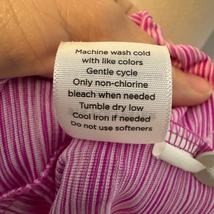 Machine wash cold
with like colors
Gentle cycle
Only non-chlorine
bleach when needed
Tumble dry low
Cool iron if needed
Do not use softeners